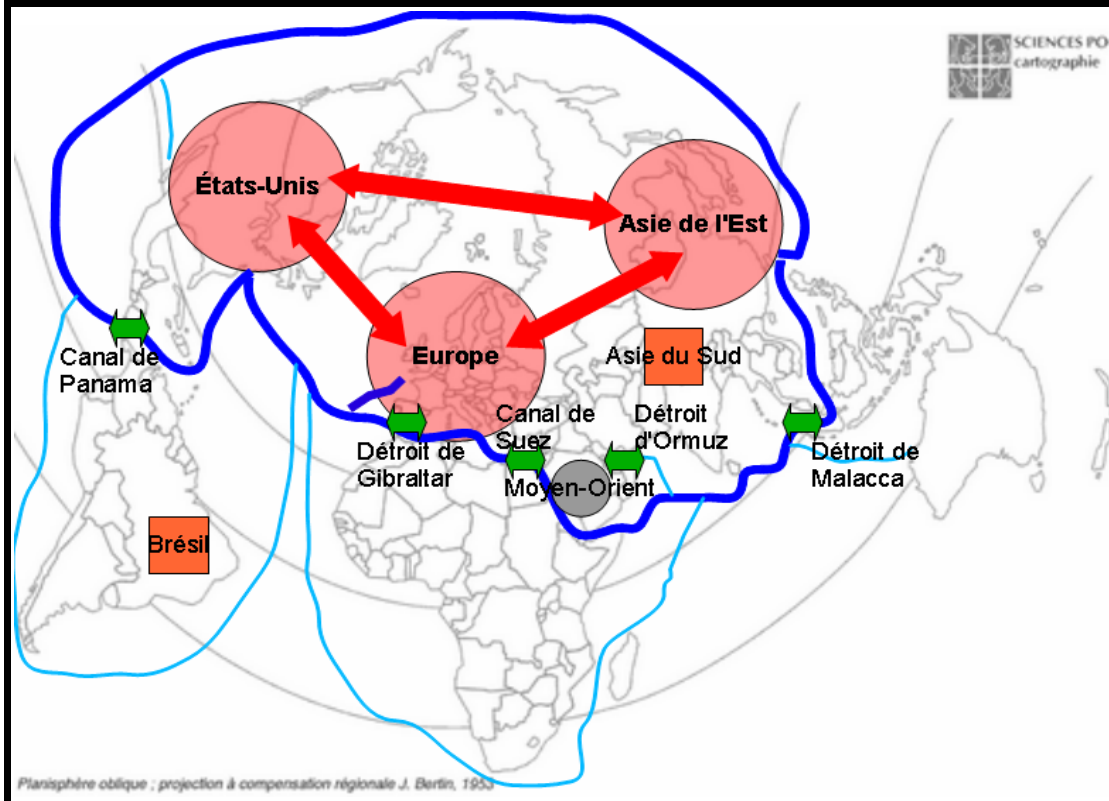 SCIENCES PO
cartographie
États-Unis
Asie de l'Est
Canal de
Panama
Europe
Asie du Sud
Détroit de
Gibraltar
Canal de
Suez
Détroit
d'Ormuz
Moyen-Orient
Détroit de
Malacca
Brésil
Planisphère oblique ; projection à compensation régionale J. Bertin, 1953